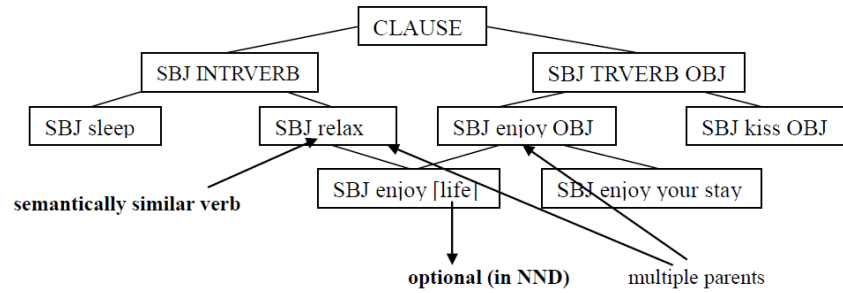 CLAUSE
SBJ INTRVERB
SBJ TRVERB OBJ
SBJ sleep
SBJ relax
SBJ enjoy OBJ
SBJ kiss OBJ
SBJ enjoy [life]
SBJ enjoy your stay
semantically similar verb
optional (in NND)
multiple parents